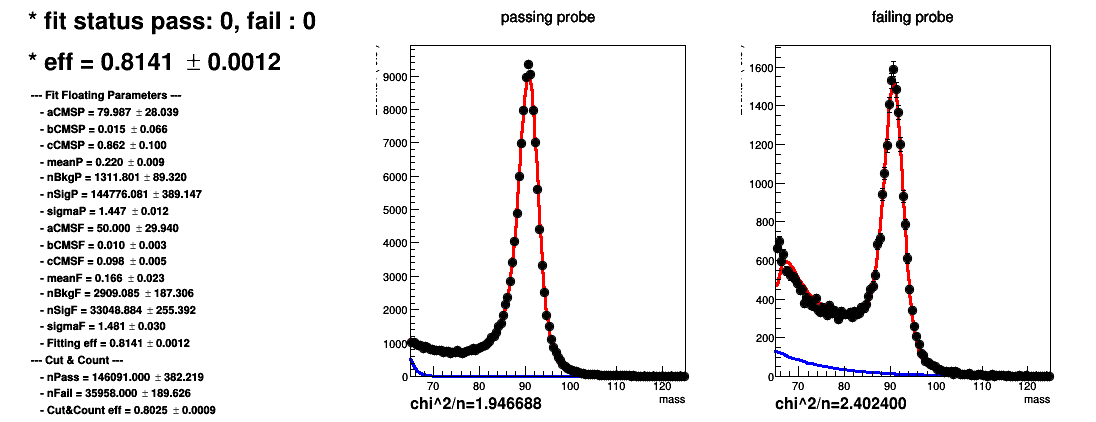 * fit status pass: 0, fail : 0
* eff = 0.8141 ± 0.0012
--- Fit Floating Parameters ---
- aCMSP = 79.987 ± 28.039
- bCMSP = 0.015 ± 0.066
- cCMSP = 0.862 ± 0.100
- meanP = 0.220 ± 0.009
- nBkgP = 1311.801 ± 89.320
- nSigP = 144776.081 ± 389.147
- sigmaP = 1.447 ± 0.012
- aCMSF = 50.000 ± 29.940
- bCMSF = 0.010 ± 0.003
- cCMSF = 0.098 ± 0.005
- meanF = 0.166 ± 0.023
- nBkgF = 2909.085 ± 187.306
- nSigF = 33048.884 ± 255.392
- sigmaF = 1.481 ± 0.030
- Fitting eff = 0.8141 ± 0.0012
--- Cut & Count ---
- nPass = 146091.000 ± 382.219
- nFail = 35958.000 ± 189.626
- Cut&Count eff = 0.8025 ± 0.0009
passing probe
9000
8000
7000
6000
5000
4000
3000
2000
1000
0
70 80 90 100 110 120
mass
chi^2/n=1.946688
failing probe
1600
1400
1200
1000
800
600
400
200
0
70 80 90 100 110 120
mass
chi^2/n=2.402400